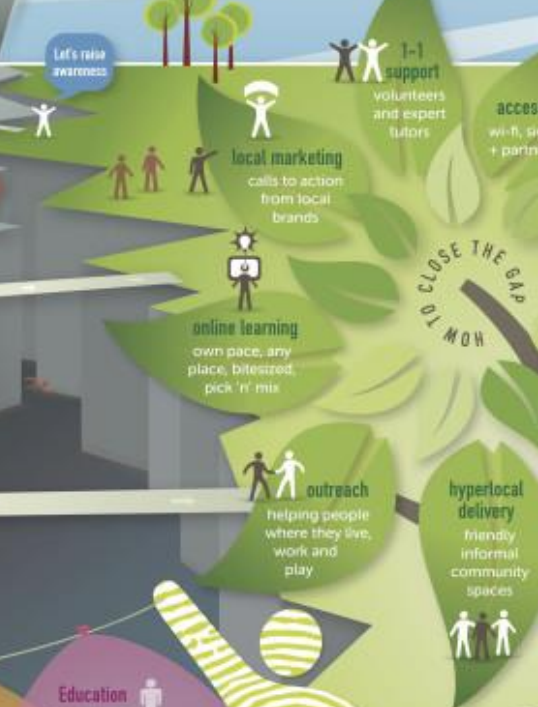 Let's raise
awareness
1-1
support
volunteers
and expert
tutors
wi-fi,
+
local marketing
calls to action
from local
brands
HOW TO CLOSE THE GAP
online learning
own pace, any
place, bitesized,
pick 'n' mix
outreach
helping people
where they live,
work and
play
hyperlocal
delivery
friendly
informal
community
spaces
Education